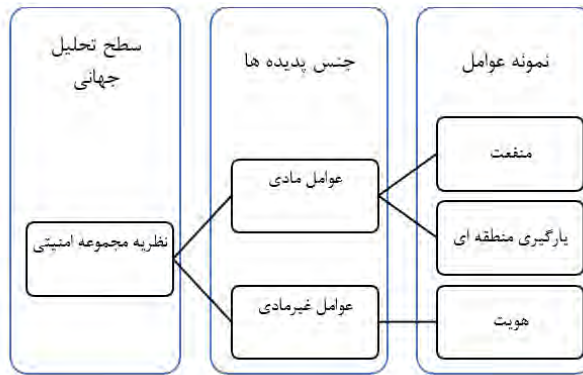 سطح تحلیل
جهانی
جنس پدیده ها
نمونه عوامل
نظریه مجموعه امنیتی
عوامل مادی
عوامل غیرمادی
منفعت
یارگیری منطقه ای
هویت